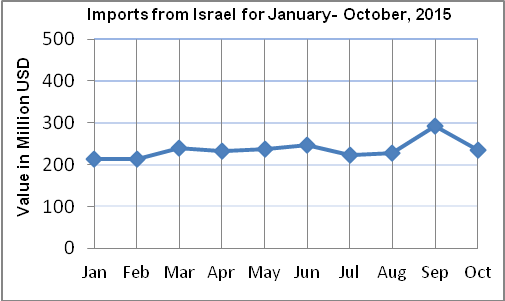 Imports from Israel for January- October, 2015
Value in Million USD
500
400
300
200
100
0
Jan Feb Mar Apr May Jun Jul Aug Sep Oct